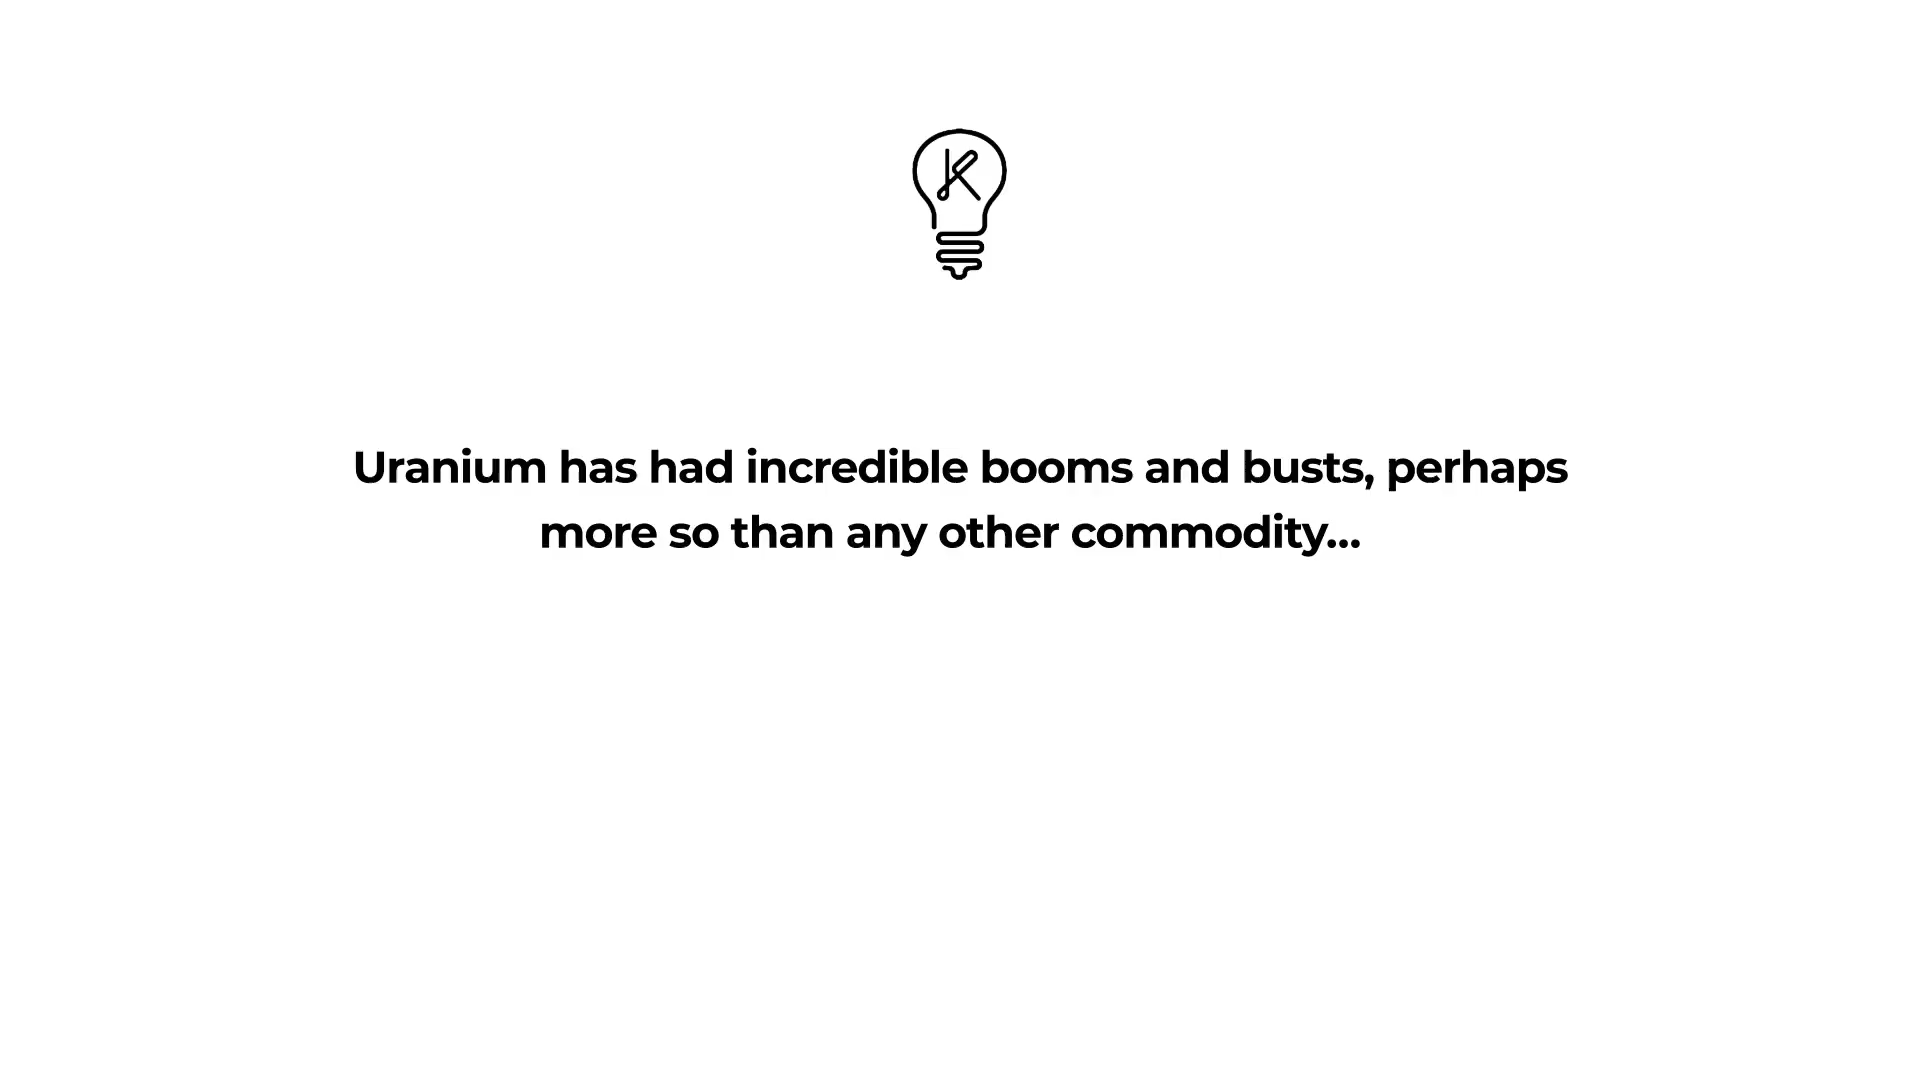 K
Uranium has had incredible booms and busts, perhaps
more so than any other commodity...